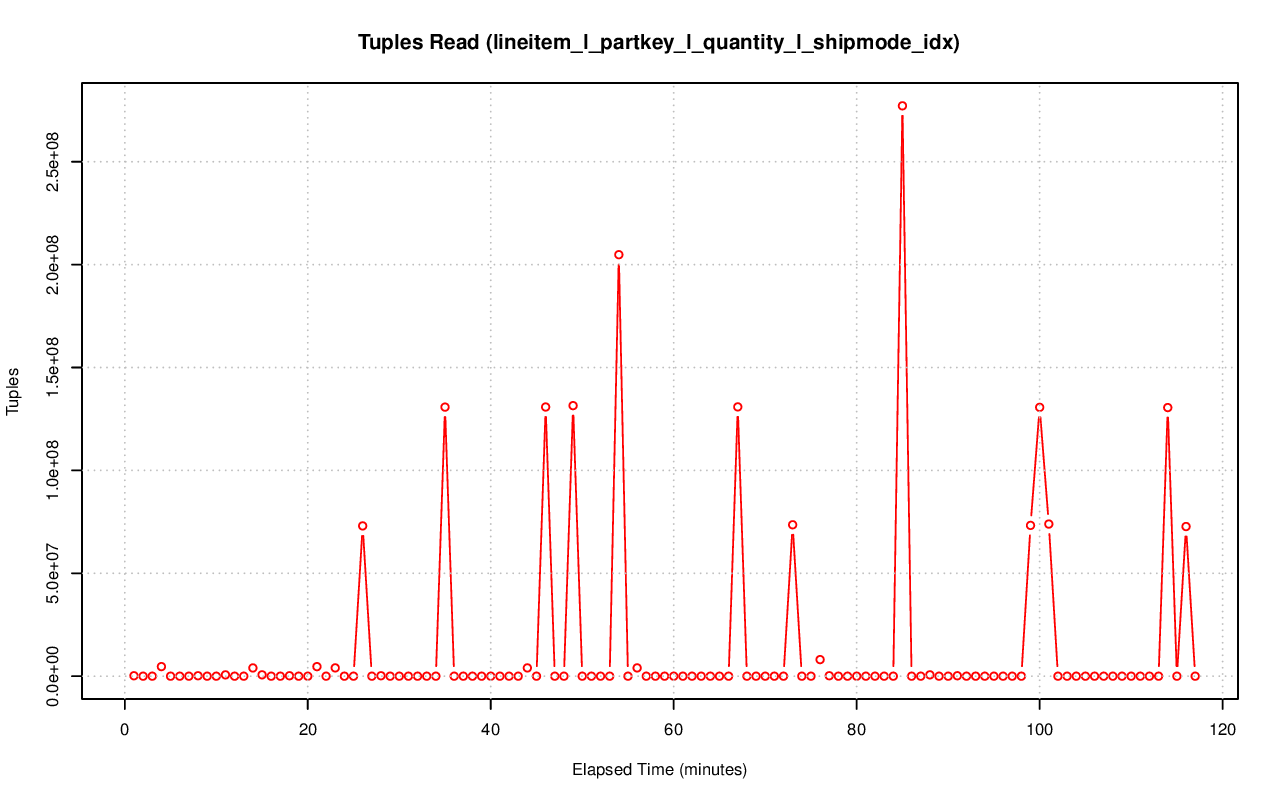 Tuples Read (lineitem_l_partkey_l_quantity_l_shipmode_idx)
Tuples
2.5e+08
2.0e+08
1.5e+08
1.0e+08
5.0e+07
0.0e+00
0 20 40 60 80 100 120
Elapsed Time (minutes)